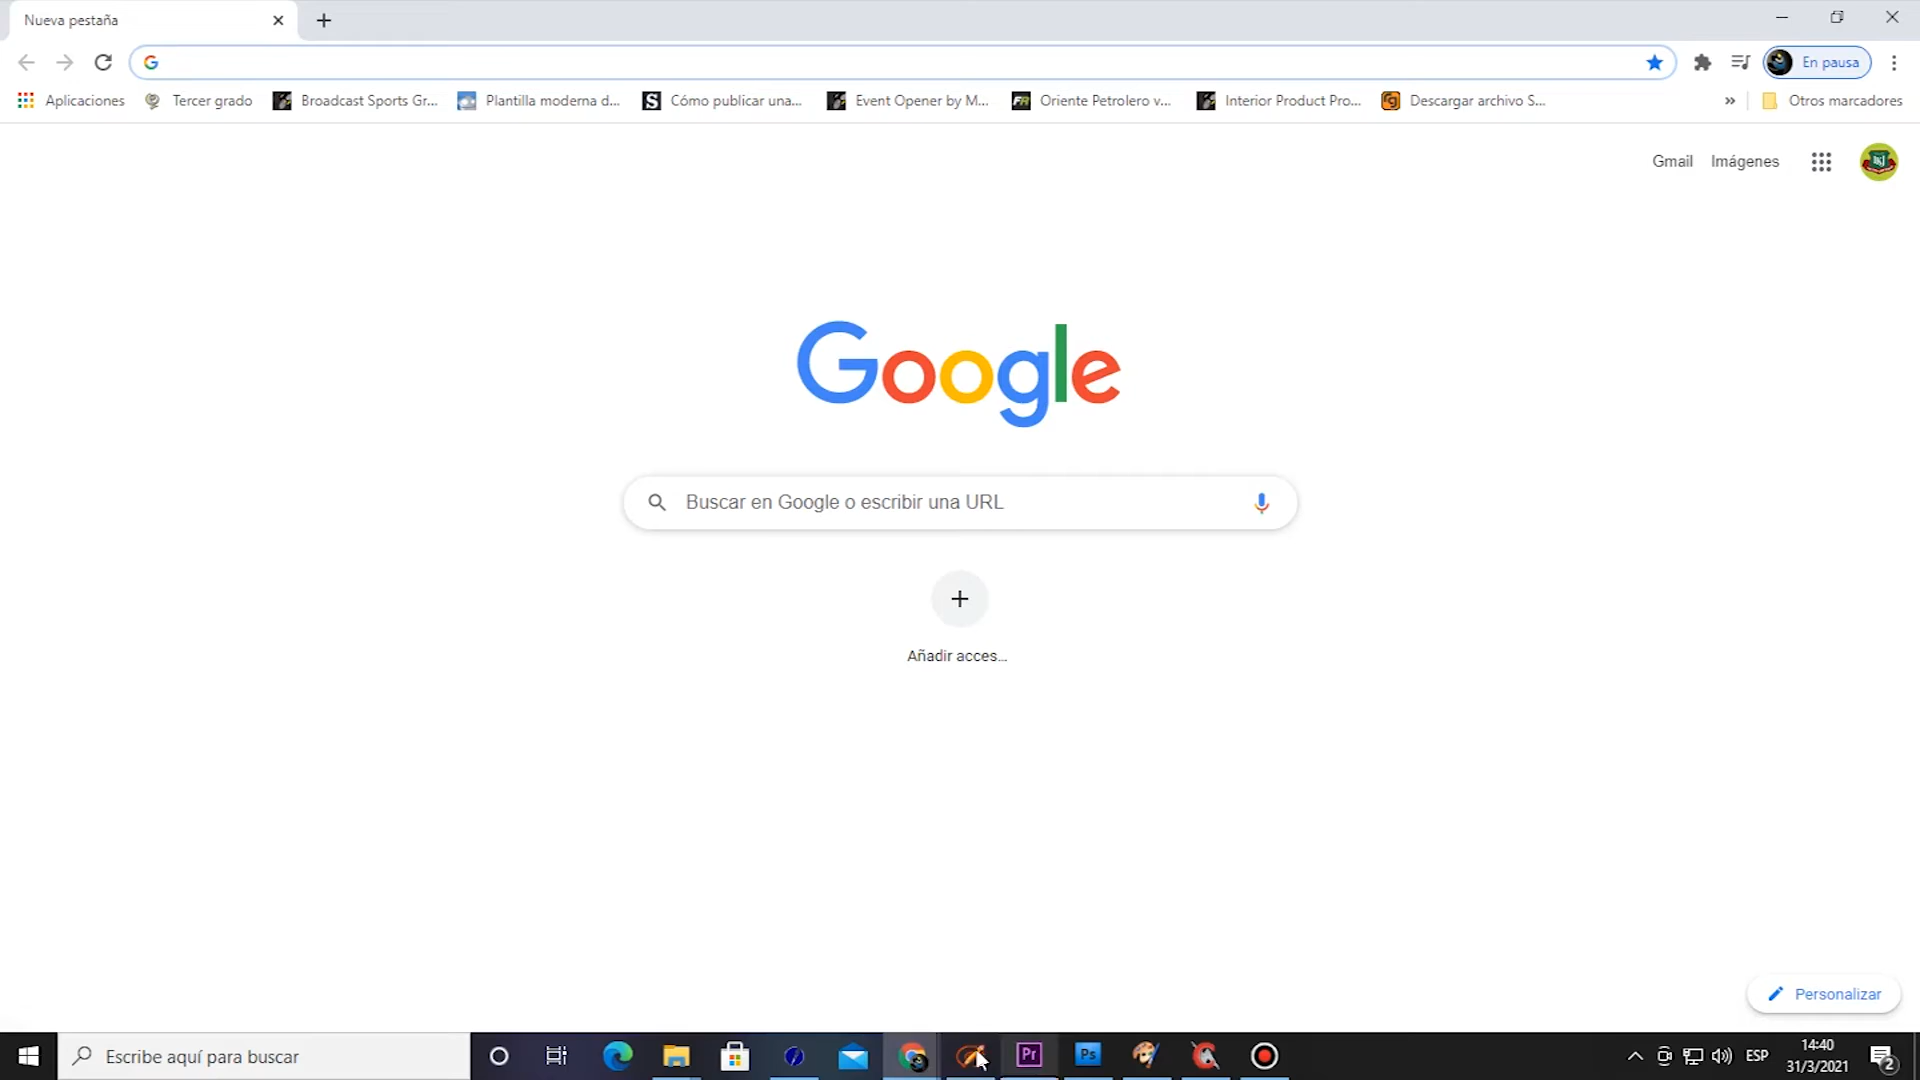 Nueva pestaña
En pausa
Aplicaciones Tercer grado Broadcast Sports Gr... Plantilla moderna d... Cómo publicar una... Event Opener by M... Oriente Petrolero v... Interior Product Pro... Descargar archivo S... » Otros marcadores
Gmail Imágenes
Google
Buscar en Google o escribir una URL
Añadir acces...
Personalizar
Escribe aquí para buscar
Pr
Ps
ESP
14:40
31/3/2021
2